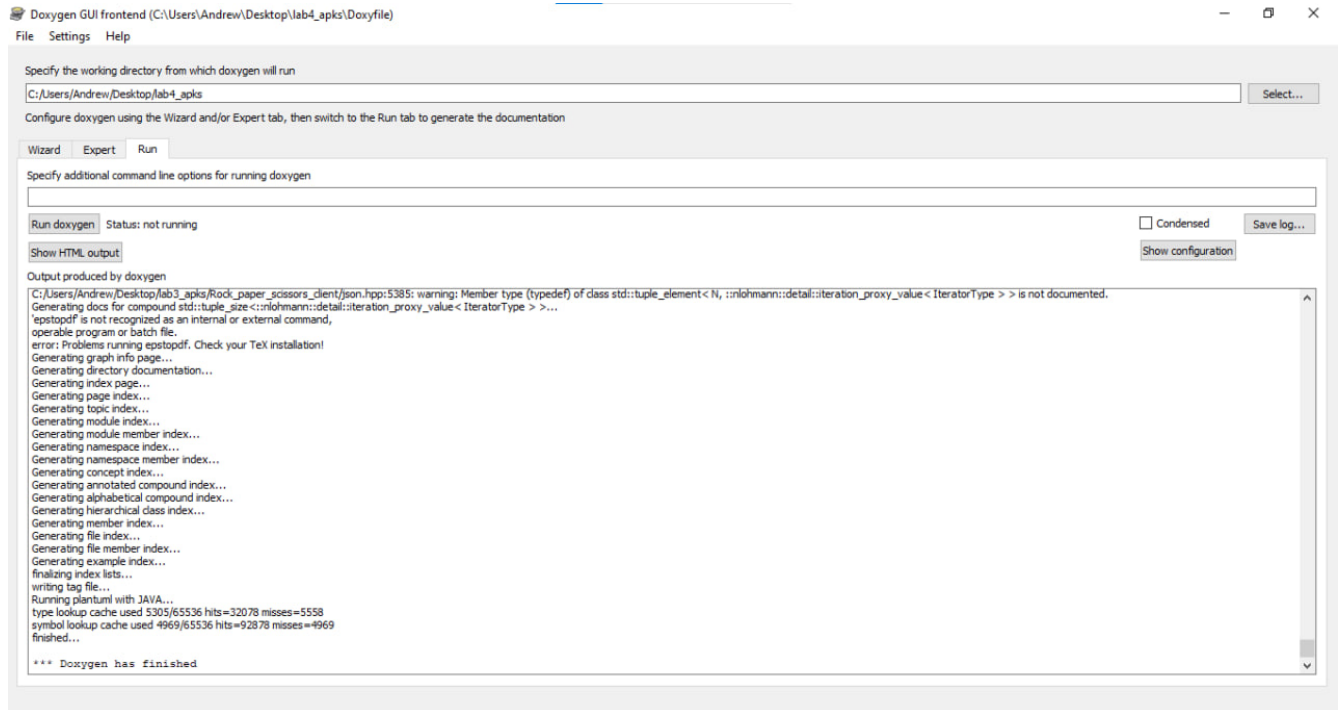 Doxygen GUI frontend (C:\Users\Andrew\Desktop\lab4_apks\Doxyfile)
File Settings Help
Specify the working directory from which doxygen will run
C:/Users/Andrew/Desktop/lab4_apks
Select...
Configure doxygen using the Wizard and/or Expert tab, then switch to the Run tab to generate the documentation
Wizard Expert Run
Specify additional command line options for running doxygen
Run doxygen Status: not running
Condensed Save log...
Show HTML output
Show configuration
Output produced by doxygen
C:/Users/Andrew/Desktop/lab3_apks/Rock_paper_scissors_client/json.hpp:5385: warning: Member type (typedef) of class std::tuple_element< N, ::nlohmann::detail::iteration_proxy_value< IteratorType > > is not documented.
Generating docs for compound std::tuple_size<::nlohmann::detail::iteration_proxy_value< IteratorType > >...
'epstopdf' is not recognized as an internal or external command,
operable program or batch file.
error: Problems running epstopdf. Check your TeX installation!
Generating graph info page...
Generating directory documentation...
Generating index page...
Generating page index...
Generating topic index...
Generating module index...
Generating module member index...
Generating namespace index...
Generating namespace member index...
Generating concept index...
Generating annotated compound index...
Generating alphabetical compound index...
Generating hierarchical class index...
Generating member index...
Generating file index...
Generating file member index...
Generating example index...
finalizing index lists...
writing tag file...
Running plantuml with JAVA...
type lookup cache used 5305/65536 hits=32078 misses=5558
symbol lookup cache used 4969/65536 hits=92878 misses=4969
finished...
*** Doxygen has finished